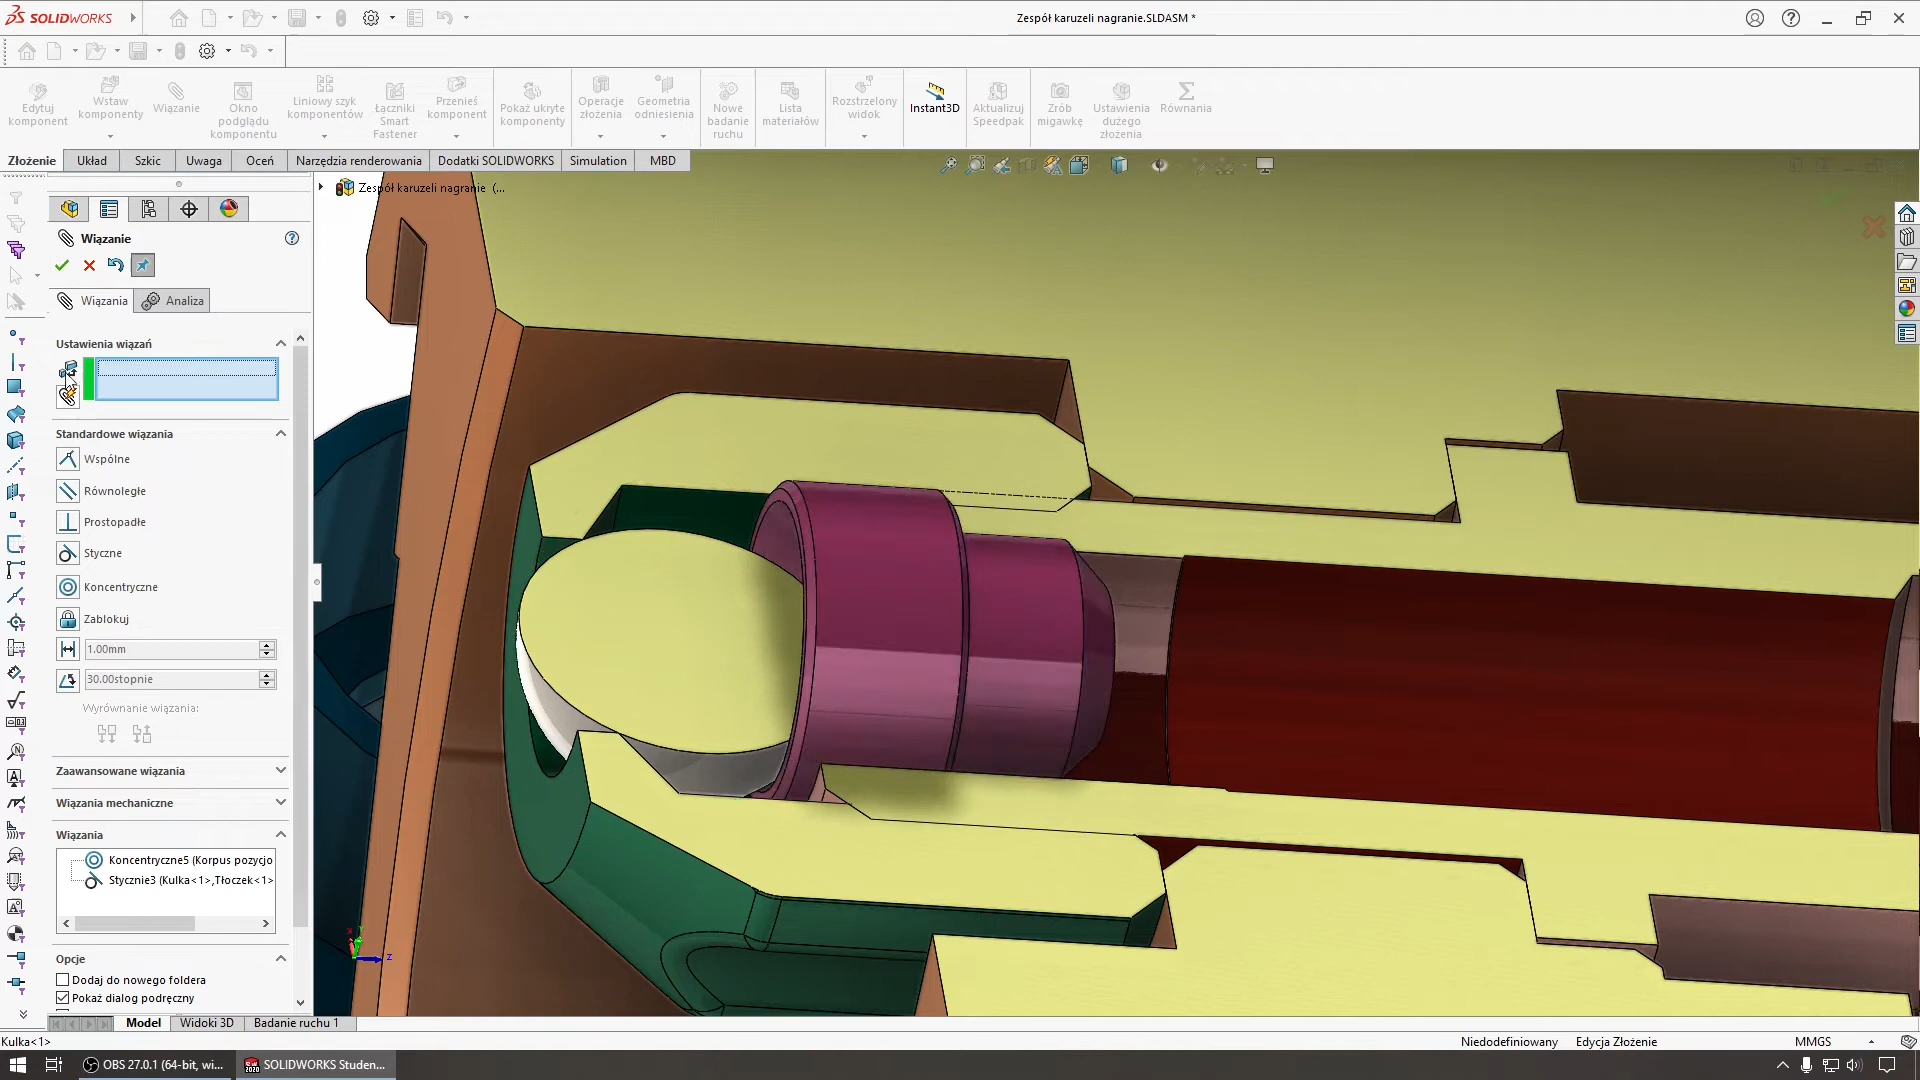 SOLIDWORKS
Zespół karuzeli nagranie.SLDASM *
Edytuj komponent
Wstaw komponenty
Wiązanie
Okno podglądu komponentu
Liniowy szyk komponentów
Łączniki Smart Fastener
Przenieś komponent
Pokaż ukryte komponenty
Operacje złożenia
Geometria odniesienia
Nowe badanie ruchu
Lista materiałów
Rozstrzelony widok
Instant3D
Aktualizuj Speedpak
Zrób migawkę
Ustawienia dużego złożenia
Równania
Złożenie
Układ
Szkic
Uwaga
Oceń
Narzędzia renderowania
Dodatki SOLIDWORKS
Simulation
MBD
Zespół karuzeli nagranie (...
Wiązanie
Wiązania
Analiza
Ustawienia wiązań
Standardowe wiązania
Wspólne
Równoległe
Prostopadłe
Styczne
Koncentryczne
Zablokuj
1.00mm
30.00stopnie
Wyrównanie wiązania:
Zaawansowane wiązania
Wiązania mechaniczne
Wiązania
Koncentryczne5 (Korpus pozycjo
Stycznie3 (Kulka<1>,Tłoczek<1>
Opcje
Dodaj do nowego foldera
Pokaż dialog podręczny
z
Model
Widoki 3D
Badanie ruchu 1
Kulka<1>
Niedodefiniowany
Edycja Złożenie
MMGS
OBS 27.0.1 (64-bit, wi...
SOLIDWORKS Studen...